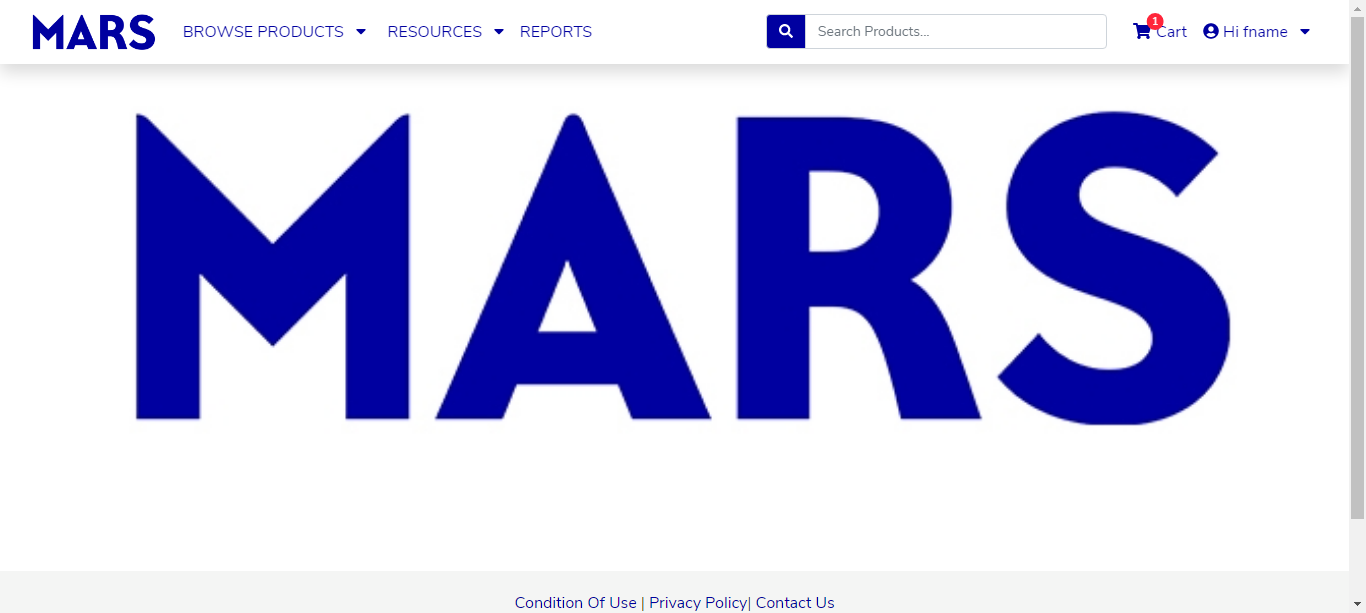 MARS BROWSE PRODUCTS RESOURCES REPORTS Search Products... 1 Cart Hi fname
MARS
Condition Of Use | Privacy Policy| Contact Us